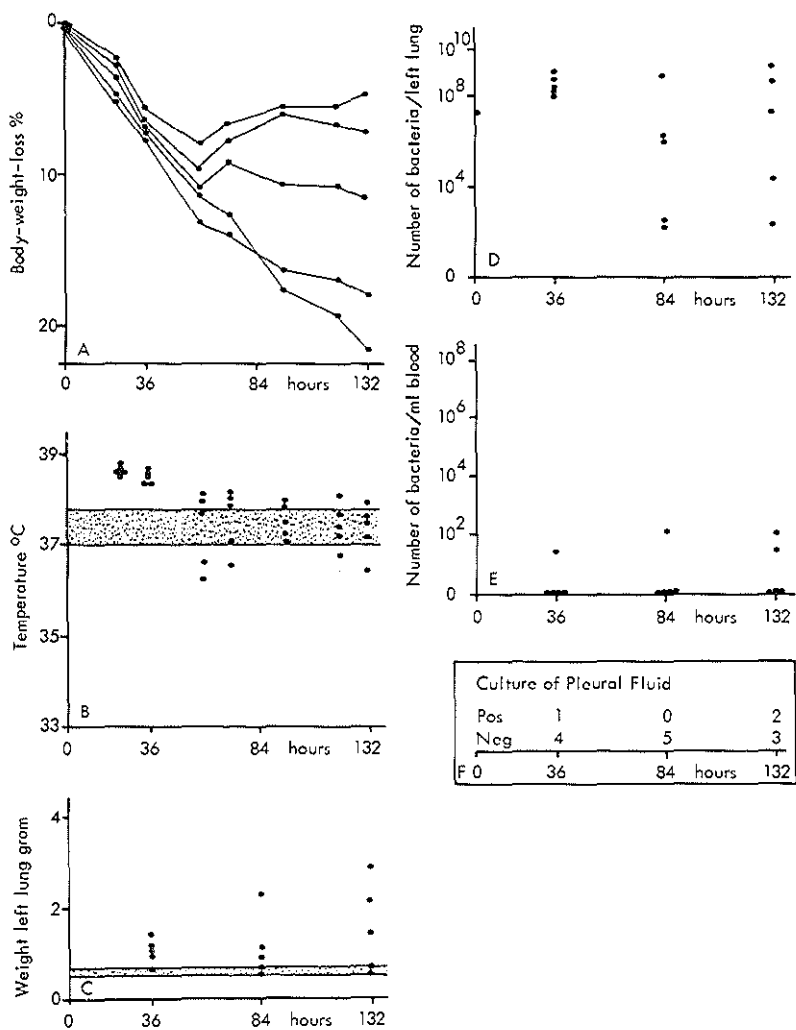 0
10
20
Body-weight-loss %
A
0 36 84 hours 132
39
37
35
33
Temperature °C
B
0 36 84 hours 132
4
2
0
Weight left lung gram
C
0 36 84 hours 132
10^10
10^8
10^4
0
Number of bacteria/left lung
D
0 36 84 hours 132
10^8
10^6
10^4
10^2
0
Number of bacteria/ml blood
E
0 36 84 hours 132
Culture of Pleural Fluid
Pos 1 0 2
Neg 4 5 3
F 0 36 84 hours 132